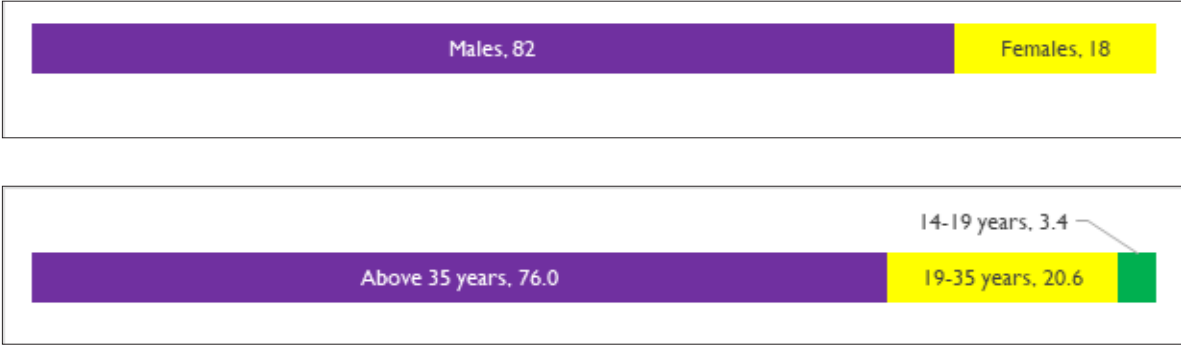 Males, 82
Females, 18
14-19 years, 3.4
Above 35 years, 76.0
19-35 years, 20.6